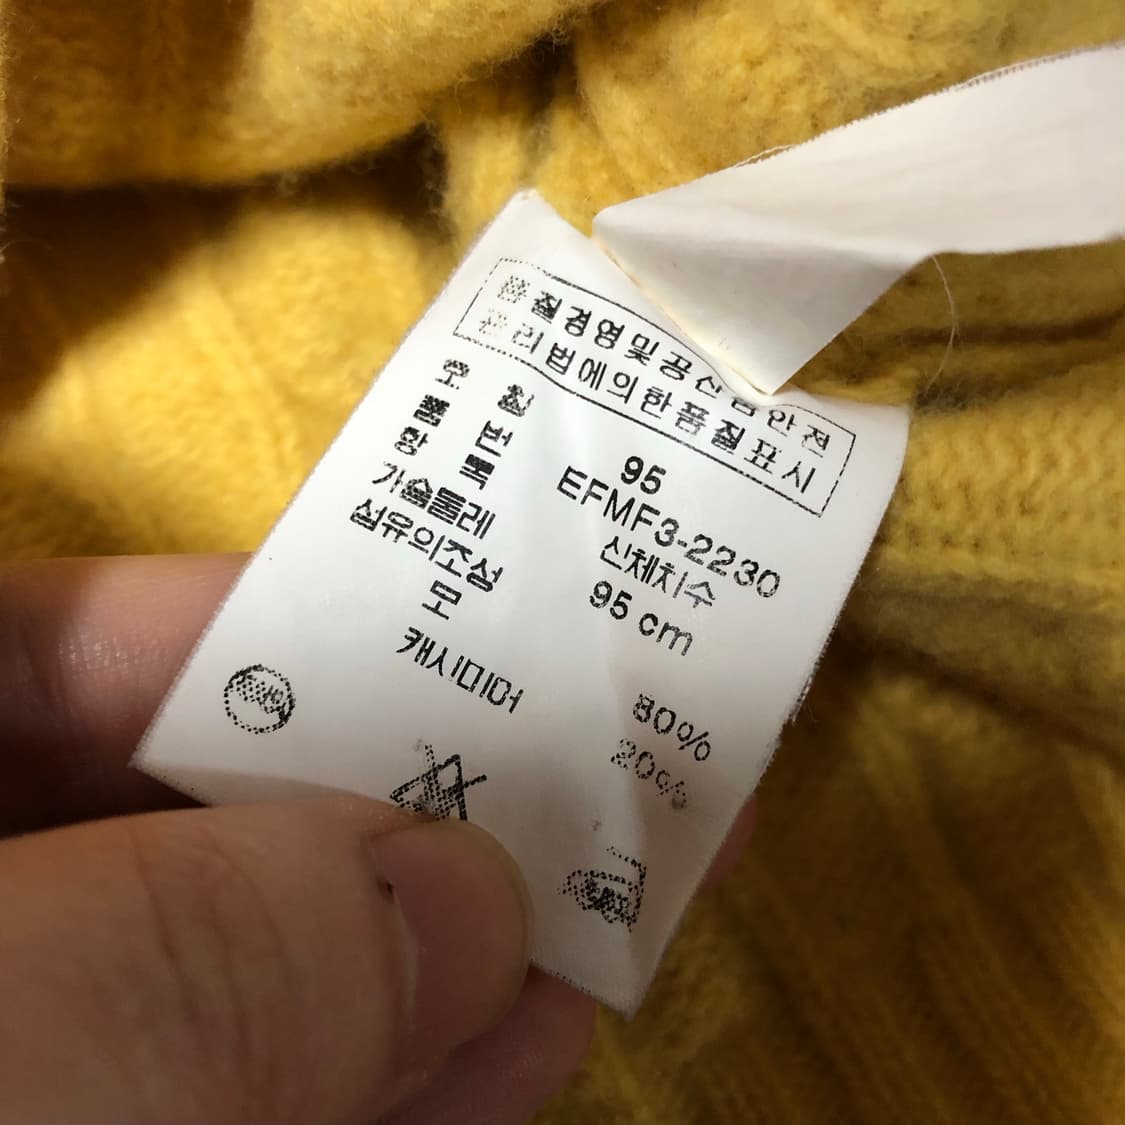 품질경영및공산품안전
관리법에의한품질표시
호칭 95
품번 EFMF3-2230
항목 신체치수
가슴둘레 95 cm
섬유의조성
모 80%
캐시미어 20%